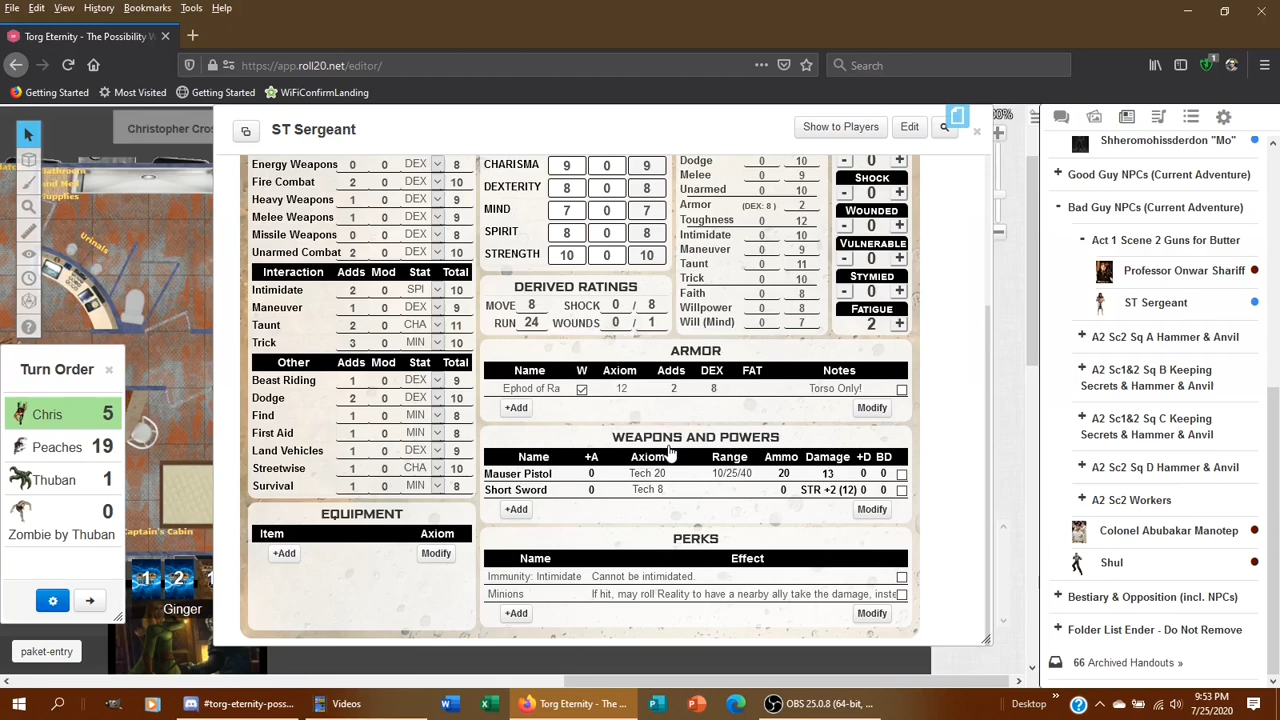 File Edit View History Bookmarks Tools Help
Torg Eternity - The Possibility W
https://app.roll20.net/editor/
Search
Getting Started Most Visited Getting Started WiFiConfirmLanding
Christopher Cros
ST Sergeant
Show to Players Edit
Energy Weapons 0 0 DEX 8
Fire Combat 2 0 DEX 10
Heavy Weapons 1 0 DEX 9
Melee Weapons 1 0 DEX 9
Missile Weapons 0 0 DEX 8
Unarmed Combat 2 0 DEX 10
Interaction Adds Mod Stat Total
Intimidate 2 0 SPI 10
Maneuver 1 0 DEX 9
Taunt 2 0 CHA 11
Trick 3 0 MIN 10
Other Adds Mod Stat Total
Beast Riding 1 0 DEX 9
Dodge 2 0 DEX 10
Find 1 0 MIN 8
First Aid 1 0 MIN 8
Land Vehicles 1 0 DEX 9
Streetwise 1 0 CHA 10
Survival 1 0 MIN 8
EQUIPMENT
Item Axiom
+Add Modify
CHARISMA 9 0 9
DEXTERITY 8 0 8
MIND 7 0 7
SPIRIT 8 0 8
STRENGTH 10 0 10
DERIVED RATINGS
MOVE 8 SHOCK 0 / 8
RUN 24 WOUNDS 0 / 1
Dodge 0 10
Melee 0 9
Unarmed 0 10
Armor (DEX: 8 ) 2
Toughness 0 12
Intimidate 0 10
Maneuver 0 9
Taunt 0 11
Trick 0 10
Faith 0 8
Willpower 0 8
Will (Mind) 0 7
- 0 +
SHOCK
- 0 +
WOUNDED
- 0 +
VULNERABLE
- 0 +
STYMIED
- 0 +
FATIGUE
2 +
ARMOR
Name W Axiom Adds DEX FAT Notes
Ephod of Ra 12 2 8 Torso Only!
+Add Modify
WEAPONS AND POWERS
Name +A Axiom Range Ammo Damage +D BD
Mauser Pistol 0 Tech 20 10/25/40 20 13 0 0
Short Sword 0 Tech 8 0 STR +2 (12) 0 0
+Add Modify
PERKS
Name Effect
Immunity: Intimidate Cannot be intimidated.
Minions If hit, may roll Reality to have a nearby ally take the damage, inste
+Add Modify
Urinals
Turn Order
Chris 5
Peaches 19
Thuban 1
0
Zombie by Thuban
aptain's Cabin
1 2
Ginger
paket-entry
Shheromohissderdon "Mo"
+ Good Guy NPCs (Current Adventure)
- Bad Guy NPCs (Current Adventure)
- Act 1 Scene 2 Guns for Butter
Professor Onwar Shariff
ST Sergeant
+ A2 Sc2 Sq A Hammer & Anvil
+ A2 Sc1&2 Sq B Keeping
Secrets & Hammer & Anvil
+ A2 Sc1&2 Sq C Keeping
Secrets & Hammer & Anvil
+ A2 Sc2 Sq D Hammer & Anvil
+ A2 Sc2 Workers
Colonel Abubakar Manotep
Shul
+ Bestiary & Opposition (incl. NPCs)
+ Folder List Ender - Do Not Remove
66 Archived Handouts »
#torg-eternity-poss... Videos Torg Eternity - The ... OBS 25.0.8 (64-bit, ... Desktop 9:53 PM
7/25/2020